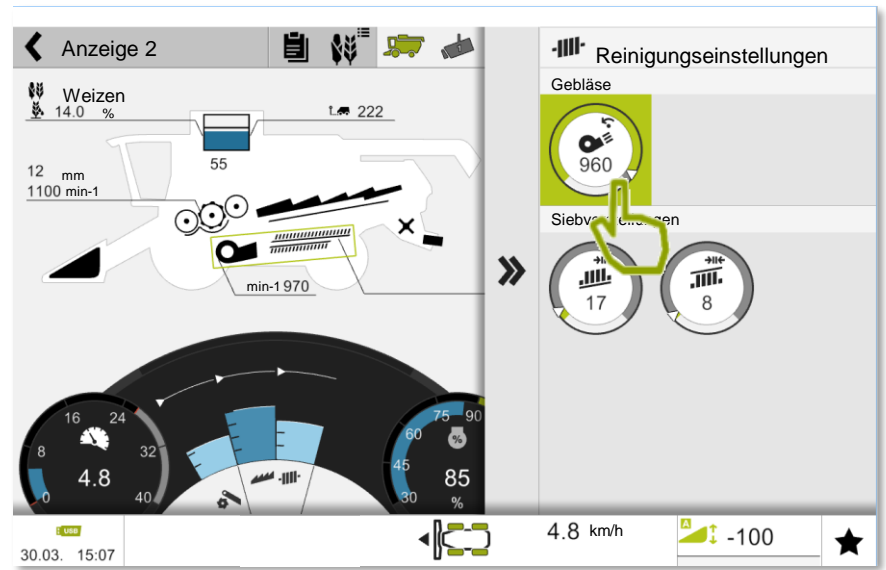 Anzeige 2
Weizen
14.0 %
222
55
12 mm
1100 min-1
min-1 970
16 24
8 32
4.8
0 40
75 90
60
%
45
85
30 %
Reinigungseinstellungen
Gebläse
960
17
8
USB
30.03. 15:07
4.8 km/h
A
-100